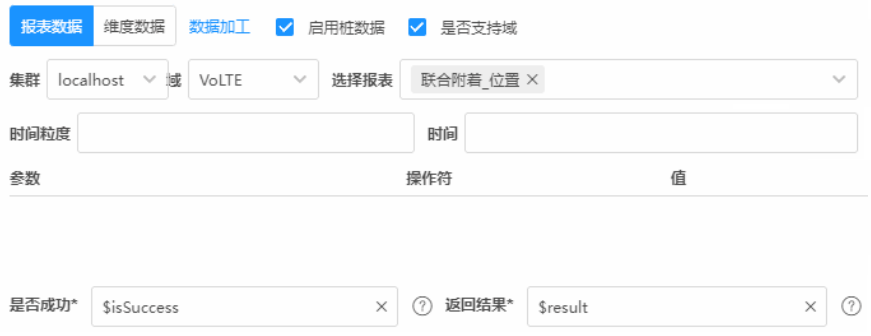 报表数据 维度数据 数据加工 启用桩数据 是否支持域
集群 localhost 域 VoLTE 选择报表 联合附着_位置 ×
时间粒度 时间
参数 操作符 值
是否成功* $isSuccess × ? 返回结果* $result × ?